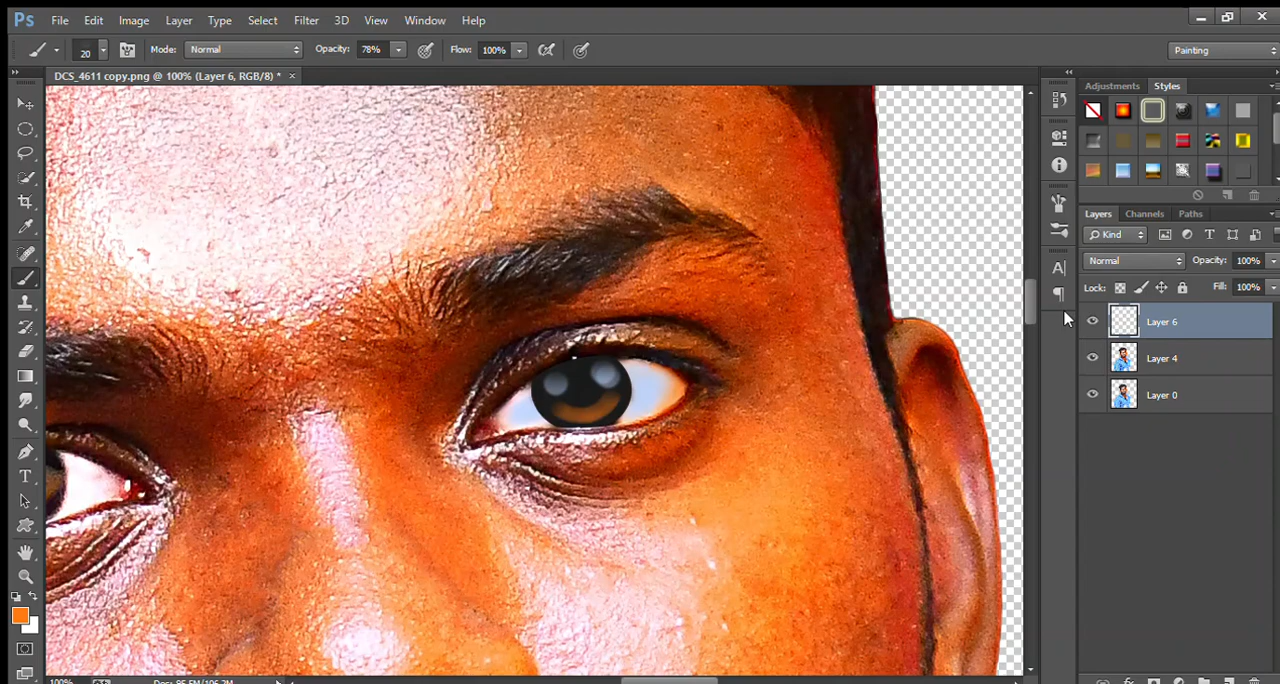 Ps File Edit Image Layer Type Select Filter 3D View Window Help
20 Mode: Normal Opacity: 78% Flow: 100% Painting
DCS_4611 copy.png @ 100% (Layer 6, RGB/8) * ×
Adjustments Styles
Layers Channels Paths
Kind
Normal Opacity: 100%
Lock: Fill: 100%
Layer 6
Layer 4
Layer 0
100%